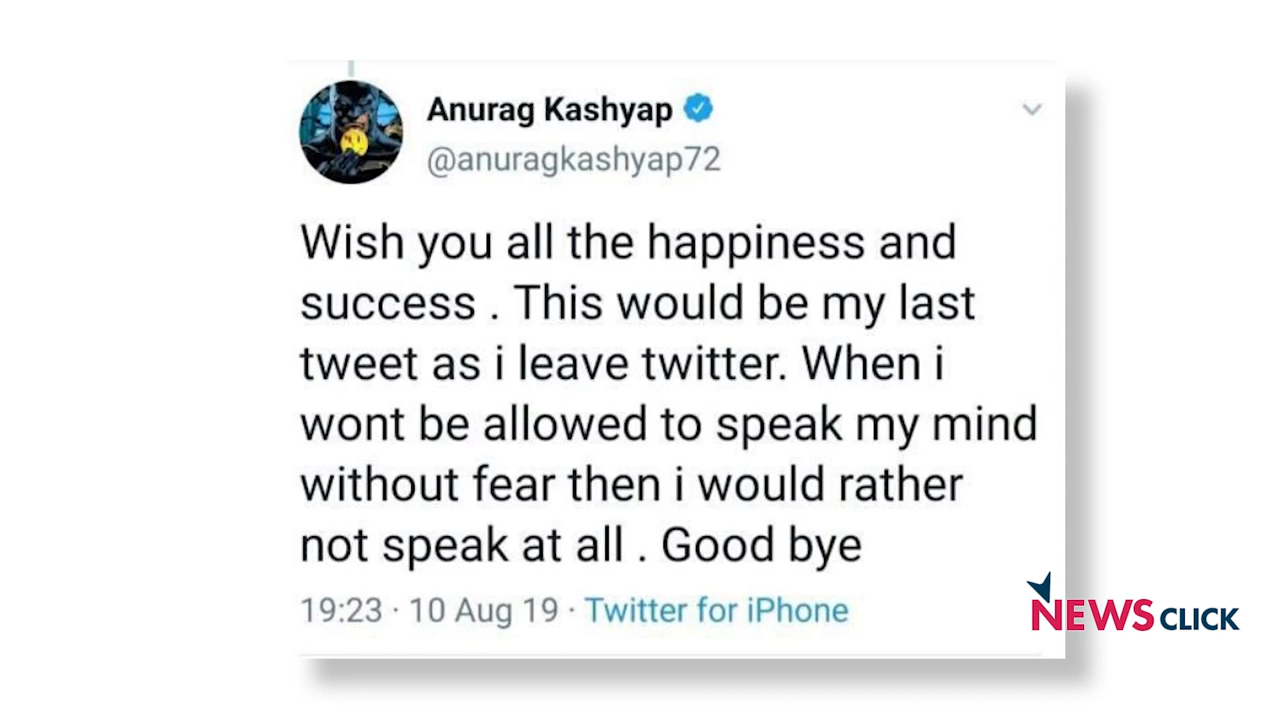 Anurag Kashyap
@anuragkashyap72
Wish you all the happiness and
success . This would be my last
tweet as i leave twitter. When i
wont be allowed to speak my mind
without fear then i would rather
not speak at all . Good bye
19:23 · 10 Aug 19 · Twitter for iPhone
NEWSCLICK